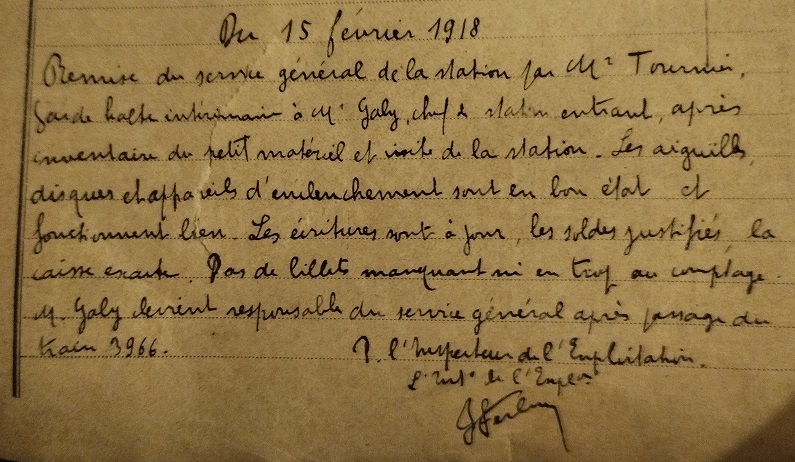 Du 15 février 1918
Remise du service général de la station par Mr Tournier,
Garde halte intérimaire à Mr Galy, chef de station entrant, après
inventaire du petit matériel et visite de la station. Les aiguilles,
disques et appareils d'enclenchement sont en bon état et
fonctionnent bien. Les écritures sont à jour, les soldes justifiés, la
caisse exacte. Pas de billets manquant ni en trop au comptage.
M. Galy devient responsable du service général après passage du
train 3966.
P. l'Inspecteur de l'Exploitation.
de l'